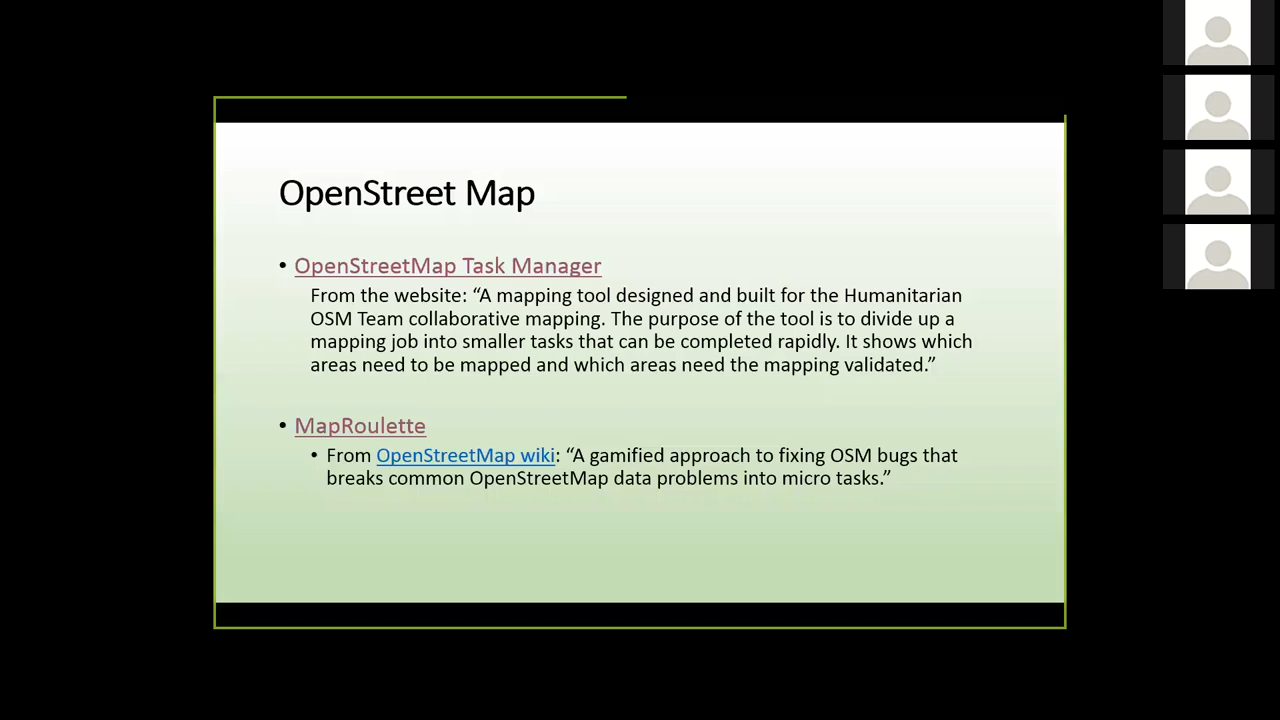 OpenStreet Map
• OpenStreetMap Task Manager
From the website: “A mapping tool designed and built for the Humanitarian
OSM Team collaborative mapping. The purpose of the tool is to divide up a
mapping job into smaller tasks that can be completed rapidly. It shows which
areas need to be mapped and which areas need the mapping validated.”
• MapRoulette
• From OpenStreetMap wiki: “A gamified approach to fixing OSM bugs that
breaks common OpenStreetMap data problems into micro tasks.”